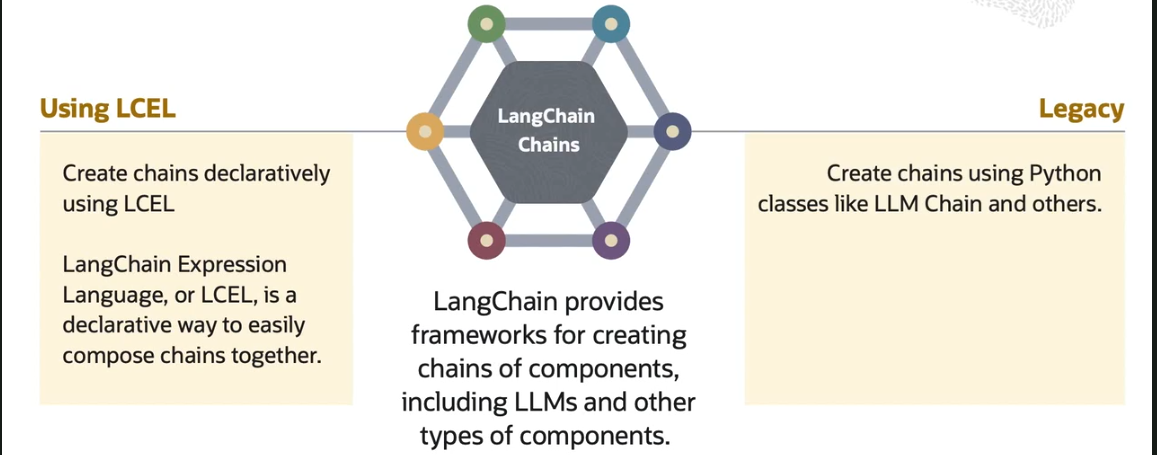 Using LCEL
Create chains declaratively
using LCEL
LangChain Expression
Language, or LCEL, is a
declarative way to easily
compose chains together.
LangChain
Chains
LangChain provides
frameworks for creating
chains of components,
including LLMs and other
types of components.
Legacy
Create chains using Python
classes like LLM Chain and others.